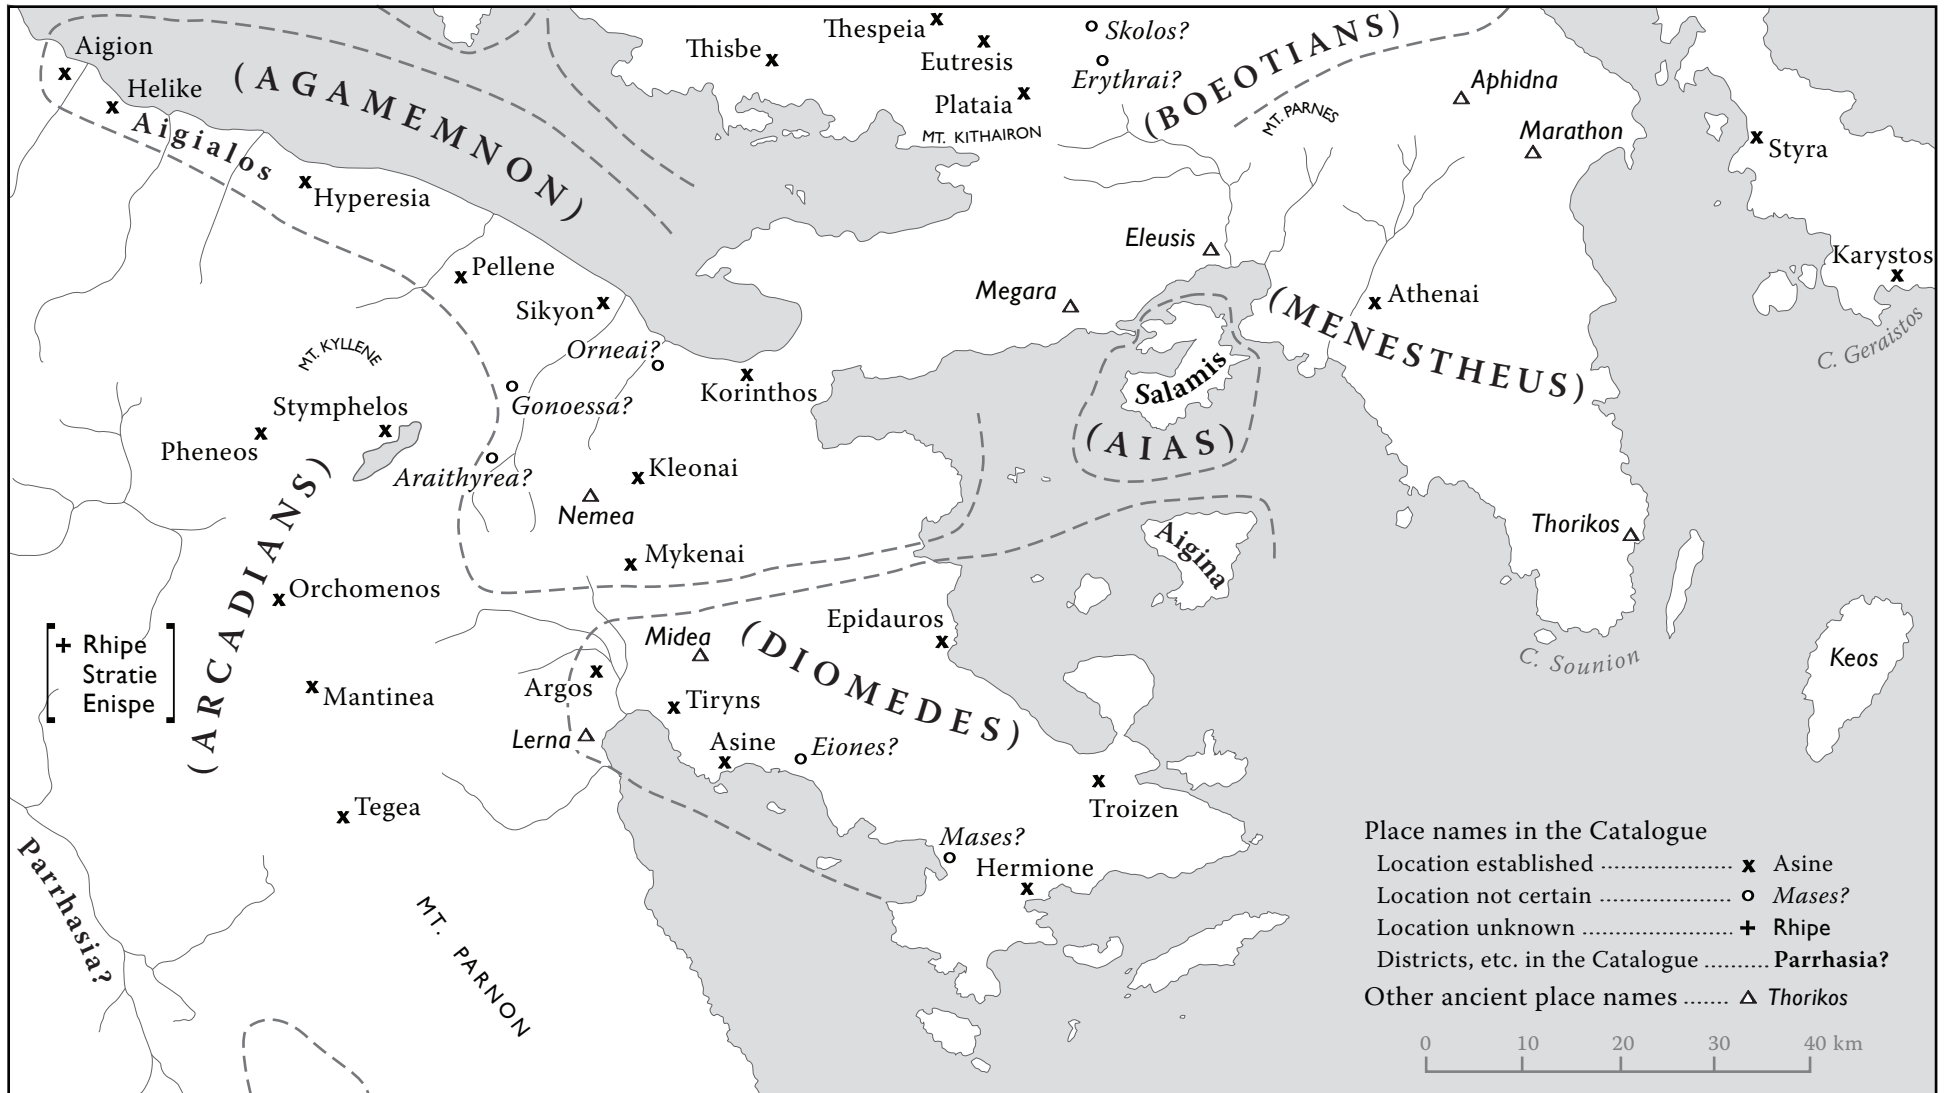 Aigion
Helike
Aigialos
(AGAMEMNON)
Hyperesia
Thisbe
Thespeia
Eutresis
Plataia
MT. KITHAIRON
Skolos?
Erythrai?
(BOEOTIANS)
MT. PARNES
Aphidna
Marathon
Styra
Karystos
C. Geraistos
Eleusis
Megara
Athenai
(MENESTHEUS)
Salamis
(AIAS)
Pellene
Sikyon
Orneai?
Gonoessa?
Korinthos
MT. KYLLENE
Stymphelos
Pheneos
Araithyrea?
Kleonai
Nemea
Mykenai
Aigina
Thorikos
C. Sounion
Keos
(ARCADIANS)
Orchomenos
+ Rhipe
Stratie
Enispe
Mantinea
Tegea
Argos
Lerna
Midea
Tiryns
Asine
Eiones?
(DIOMEDES)
Epidauros
Troizen
Mases?
Hermione
Parrhasia?
MT. PARNON
Place names in the Catalogue
Location established x Asine
Location not certain o Mases?
Location unknown + Rhipe
Districts, etc. in the Catalogue Parrhasia?
Other ancient place names △ Thorikos
0 10 20 30 40 km